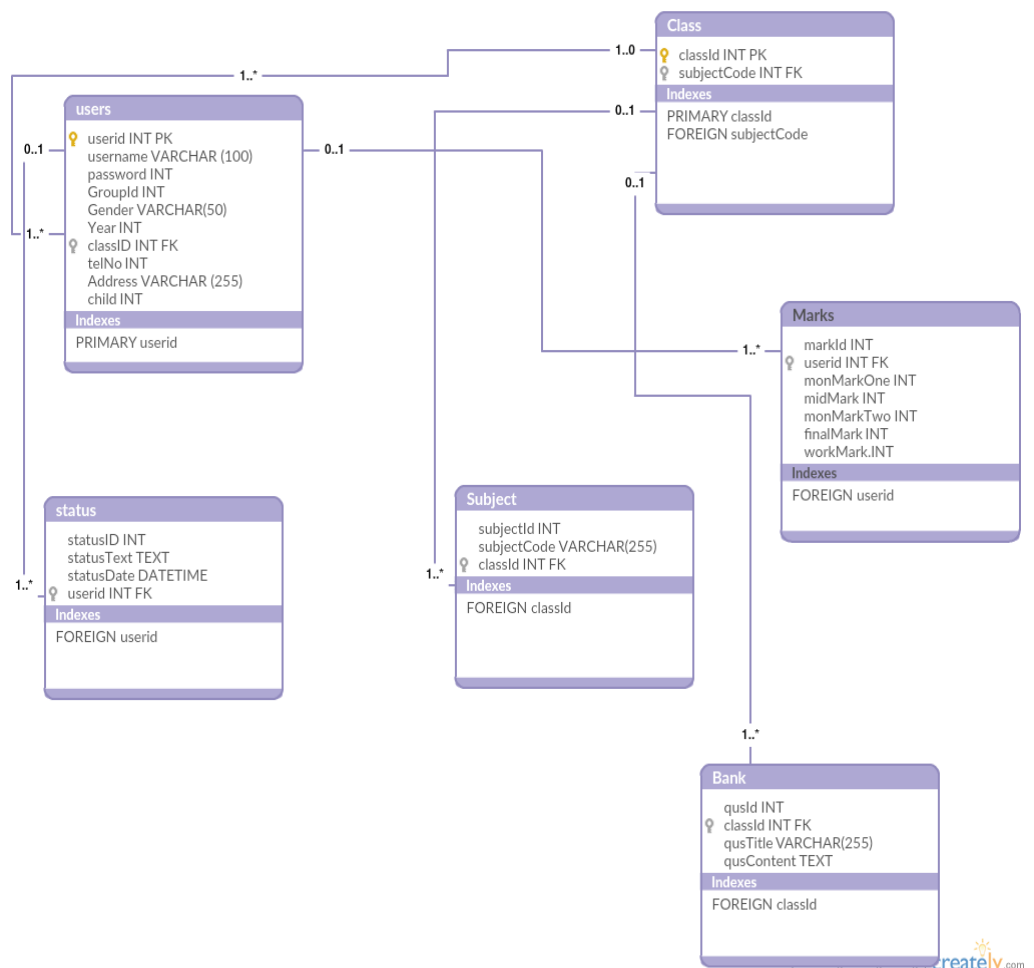 Class
1..0
classId INT PK
subjectCode INT FK
Indexes
PRIMARY classId
FOREIGN subjectCode
1..*
0..1
users
userid INT PK
username VARCHAR (100)
password INT
GroupId INT
Gender VARCHAR(50)
Year INT
classID INT FK
telNo INT
Address VARCHAR (255)
child INT
Indexes
PRIMARY userid
0..1
0..1
0..1
1..*
Marks
markId INT
userid INT FK
monMarkOne INT
midMark INT
monMarkTwo INT
finalMark INT
workMark.INT
Indexes
FOREIGN userid
1..*
status
statusID INT
statusText TEXT
statusDate DATETIME
userid INT FK
Indexes
FOREIGN userid
1..*
Subject
subjectId INT
subjectCode VARCHAR(255)
classId INT FK
Indexes
FOREIGN classId
1..*
1..*
Bank
qusId INT
classId INT FK
qusTitle VARCHAR(255)
qusContent TEXT
Indexes
FOREIGN classId
reately.com